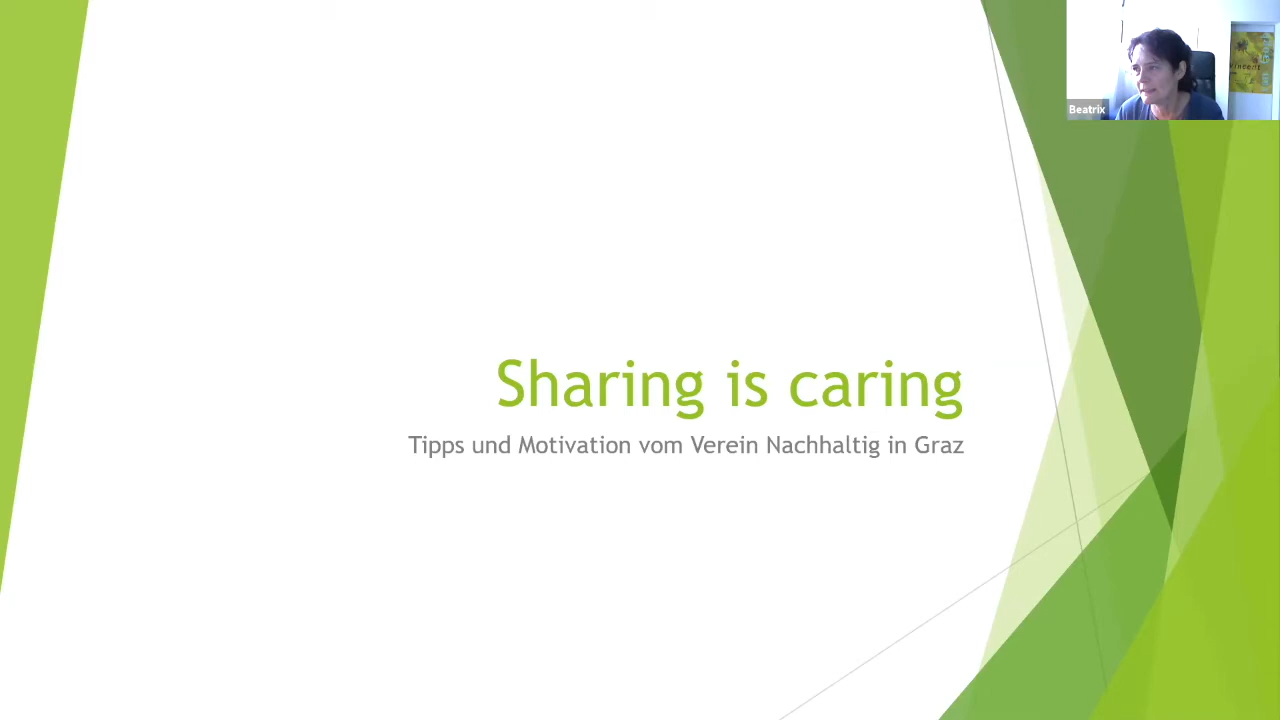 Beatrix
Sharing is caring
Tipps und Motivation vom Verein Nachhaltig in Graz